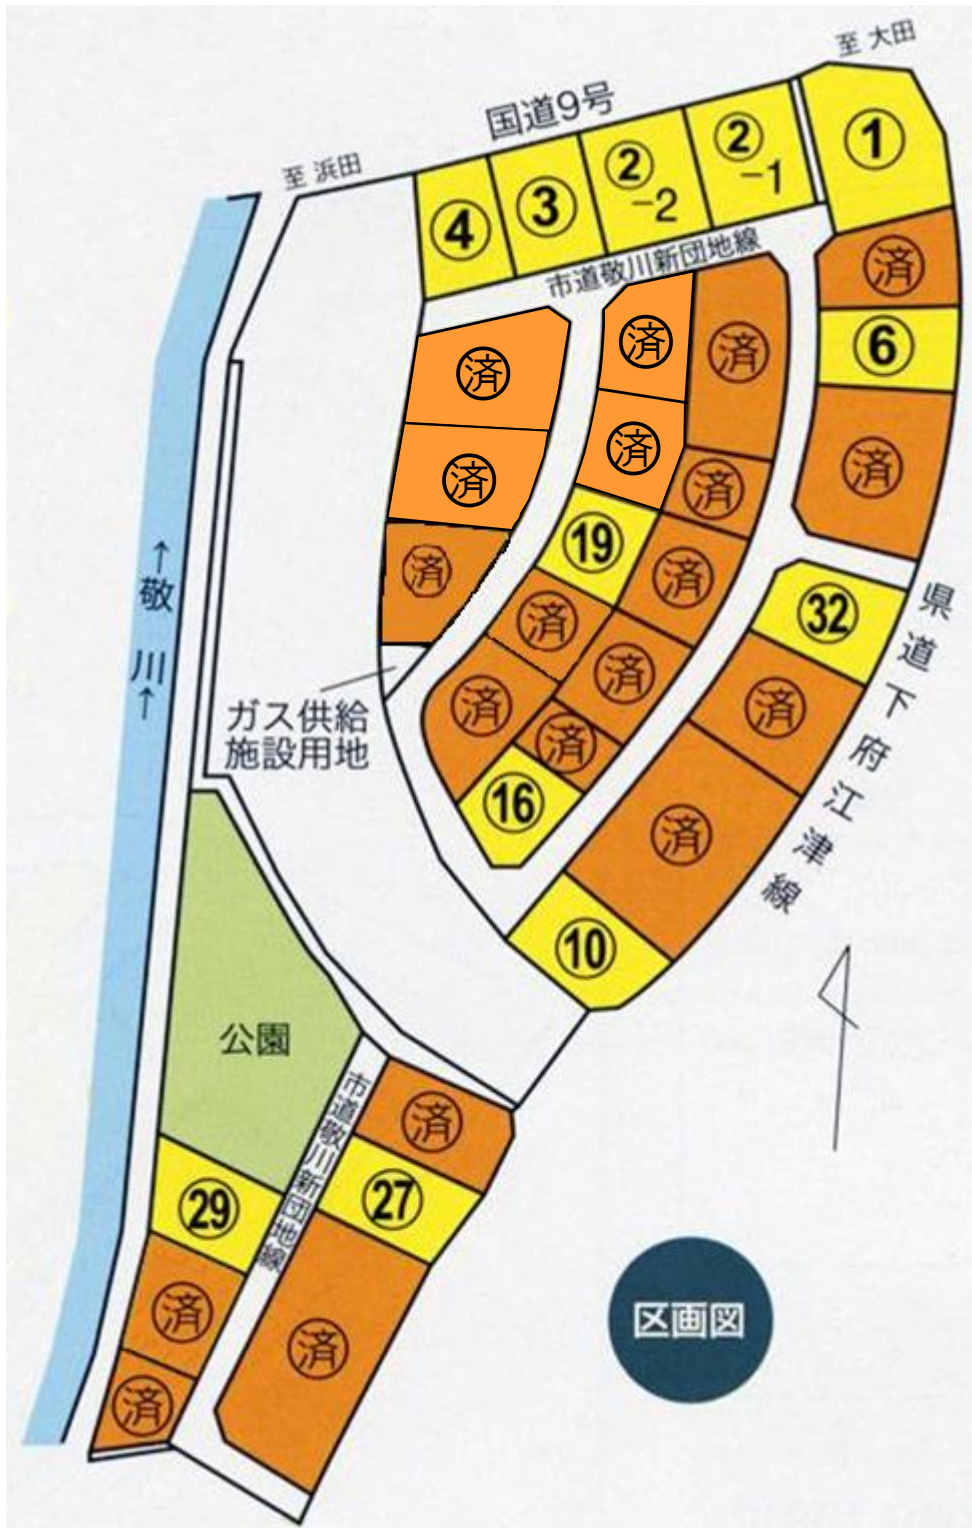 至 大田
国道9号
至 浜田
①
②-1
②-2
③
④
市道敬川新団地線
済
⑥
済
済
済
済
済
済
済
済
済
⑲
済
済
済
済
済
⑯
ガス供給
施設用地
㉜
済
済
⑩
県道下府江津線
←敬川←
公園
市道敬川新団地線
済
㉗
済
㉙
済
済
区画図